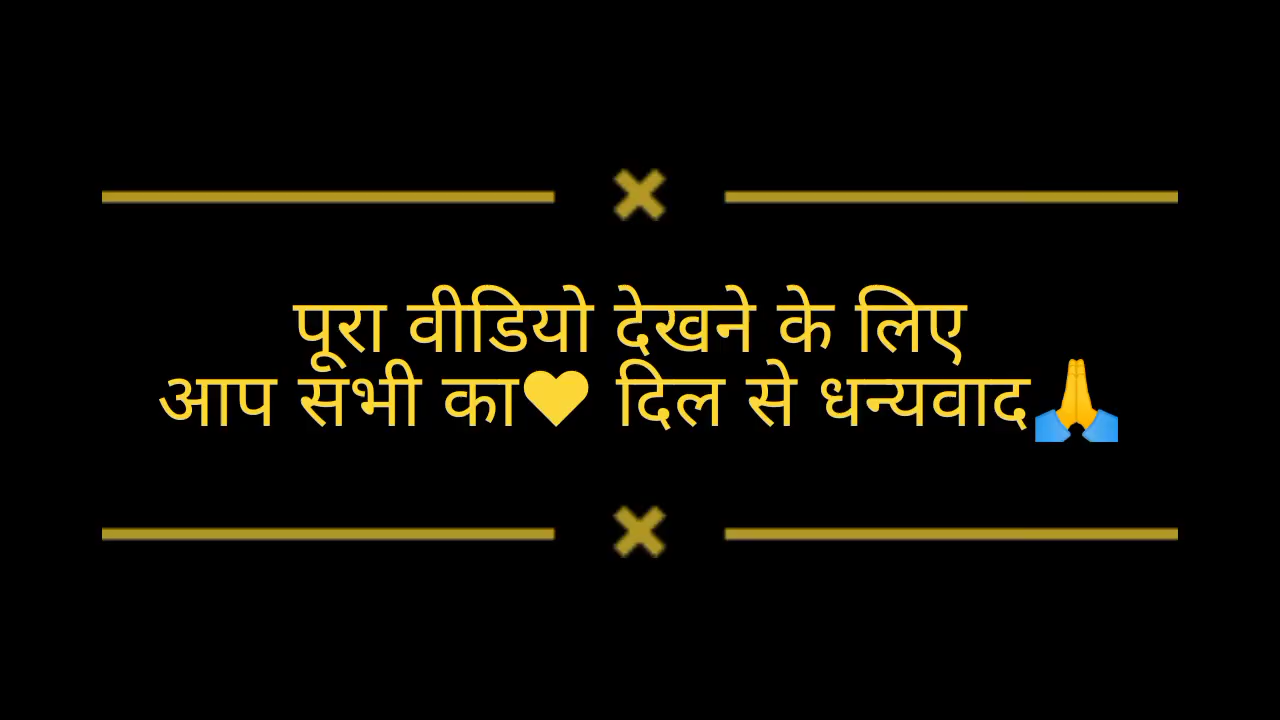 पूरा वीडियो देखने के लिए
आप सभी का♥ दिल से धन्यवाद🙏